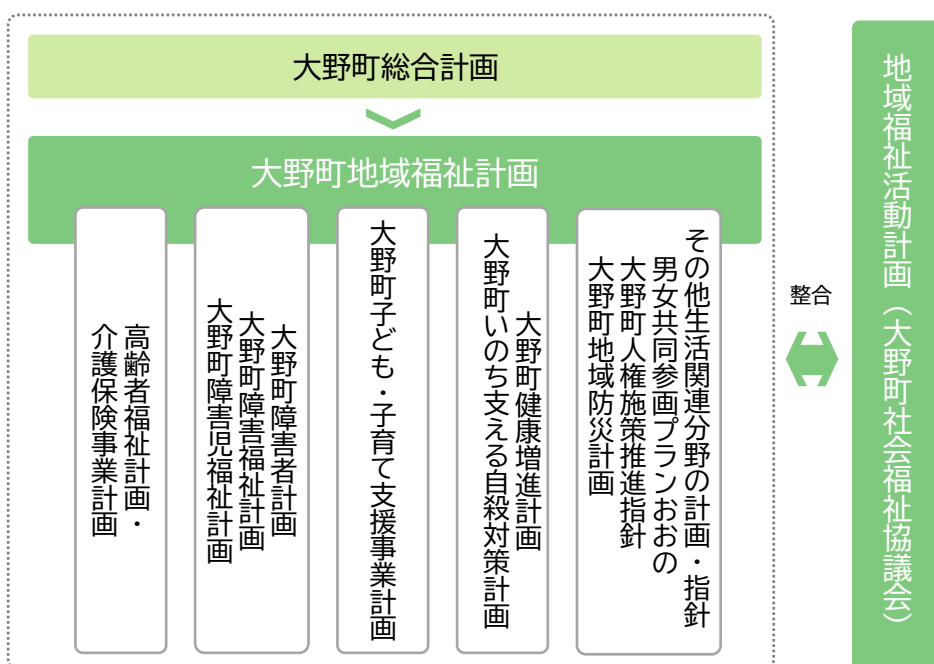 大野町総合計画
大野町地域福祉計画
高齢者福祉計画・
介護保険事業計画
大野町障害者計画
大野町障害福祉計画
大野町障害児福祉計画
大野町子ども・子育て支援事業計画
大野町健康増進計画
大野町いのち支える自殺対策計画
その他生活関連分野の計画・指針
男女共同参画プランおおの
大野町人権施策推進指針
大野町地域防災計画
整合
地域福祉活動計画（大野町社会福祉協議会）